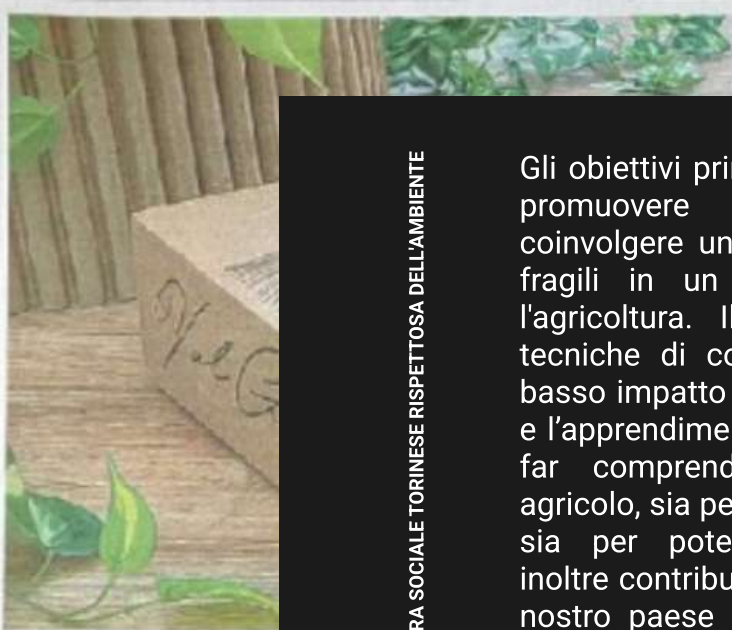 RA SOCIALE TORINESE RISPETTOSA DELL'AMBIENTE
Gli obiettivi pri
promuovere
coinvolgere un
fragili in un
l'agricoltura. Il
tecniche di co
basso impatto
e l’apprendime
far comprend
agricolo, sia pe
sia per pote
inoltre contribu
nostro paese